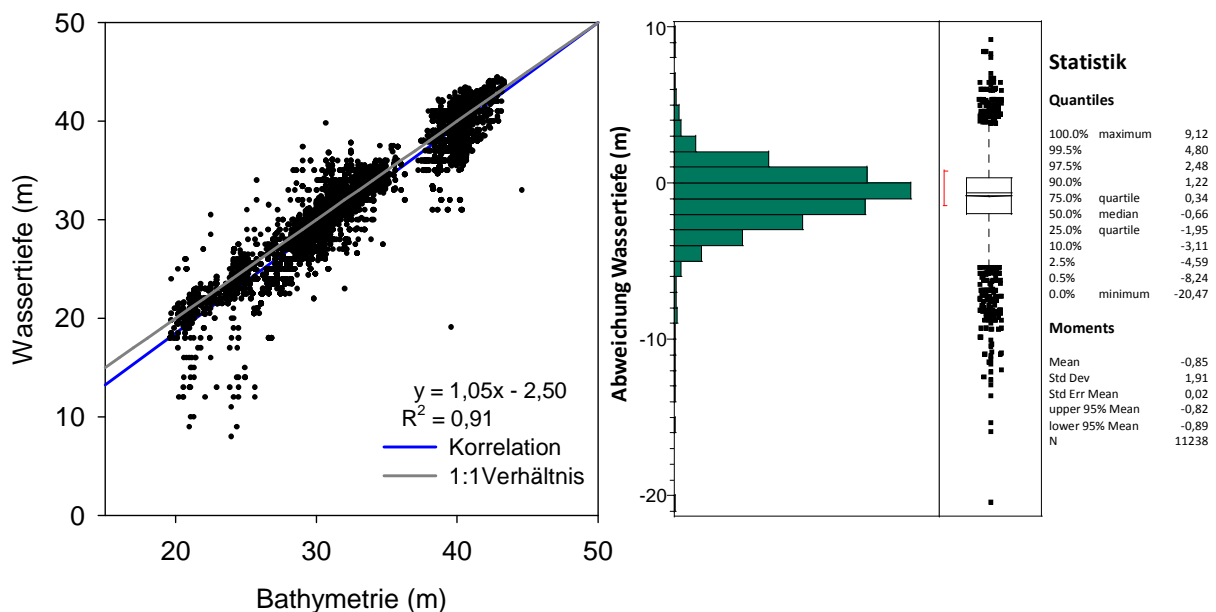 50
40
30
20
10
0
Wassertiefe (m)
y = 1,05x - 2,50
R² = 0,91
Korrelation
1:1Verhältnis
20
30
40
50
Bathymetrie (m)
10
0
-10
-20
Abweichung Wassertiefe (m)
Statistik
Quantiles
100.0% maximum 9,12
99.5% 4,80
97.5% 2,48
90.0% 1,22
75.0% quartile 0,34
50.0% median -0,66
25.0% quartile -1,95
10.0% -3,11
2.5% -4,59
0.5% -8,24
0.0% minimum -20,47
Moments
Mean -0,85
Std Dev 1,91
Std Err Mean 0,02
upper 95% Mean -0,82
lower 95% Mean -0,89
N 11238